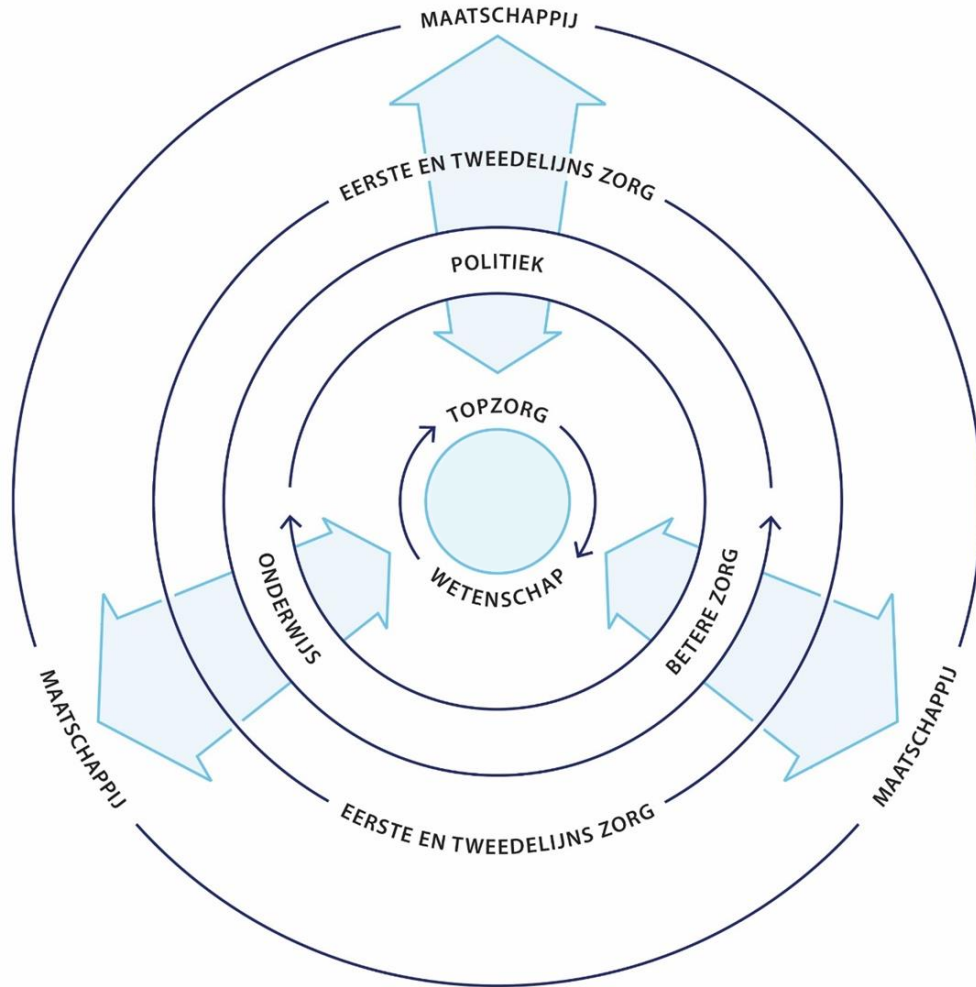 MAATSCHAPPIJ
EERSTE EN TWEEDELIJNS ZORG
POLITIEK
TOPZORG
WETENSCHAP
ONDERWIJS
BETERE ZORG
MAATSCHAPPIJ
MAATSCHAPPIJ
EERSTE EN TWEEDELIJNS ZORG